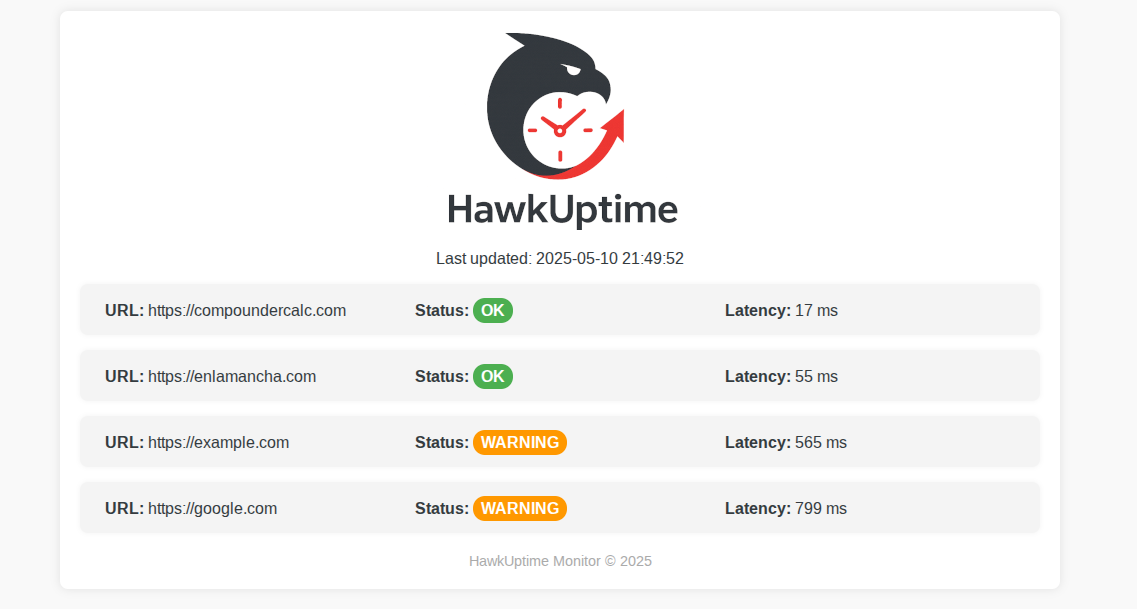 HawkUptime
Last updated: 2025-05-10 21:49:52
URL: https://compoundercalc.com Status: OK Latency: 17 ms
URL: https://enlamancha.com Status: OK Latency: 55 ms
URL: https://example.com Status: WARNING Latency: 565 ms
URL: https://google.com Status: WARNING Latency: 799 ms
HawkUptime Monitor © 2025